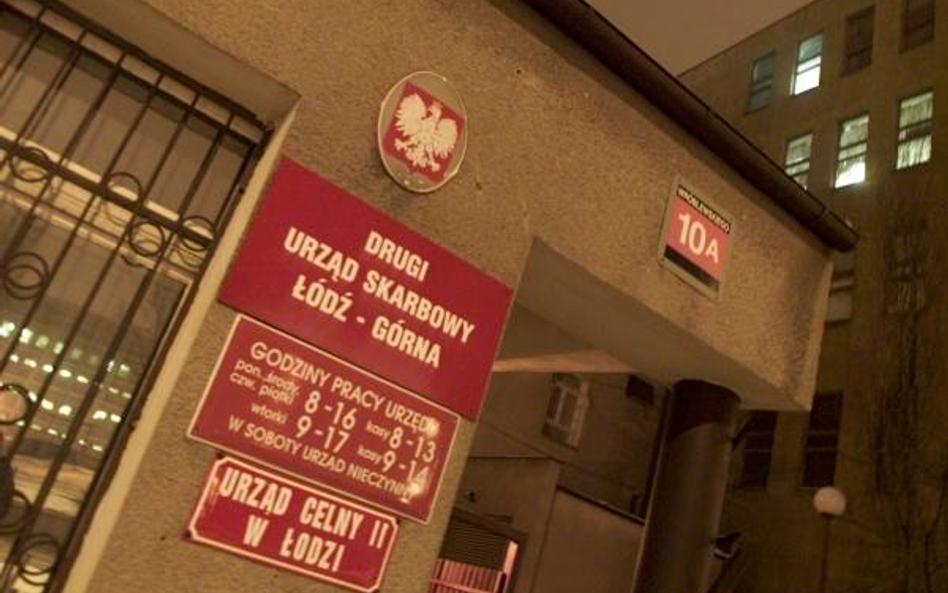 DRUGI
URZĄD SKARBOWY
ŁÓDŹ - GÓRNA
WRÓBLEWSKIEGO
10A
GODZINY PRACY URZĘDU
pon. środy, czw. piątki 8-16 kasy 8-13
wtorki 9-17 kasy 9-14
W SOBOTY URZĄD NIECZYNNY
URZĄD CELNY II
W ŁODZI